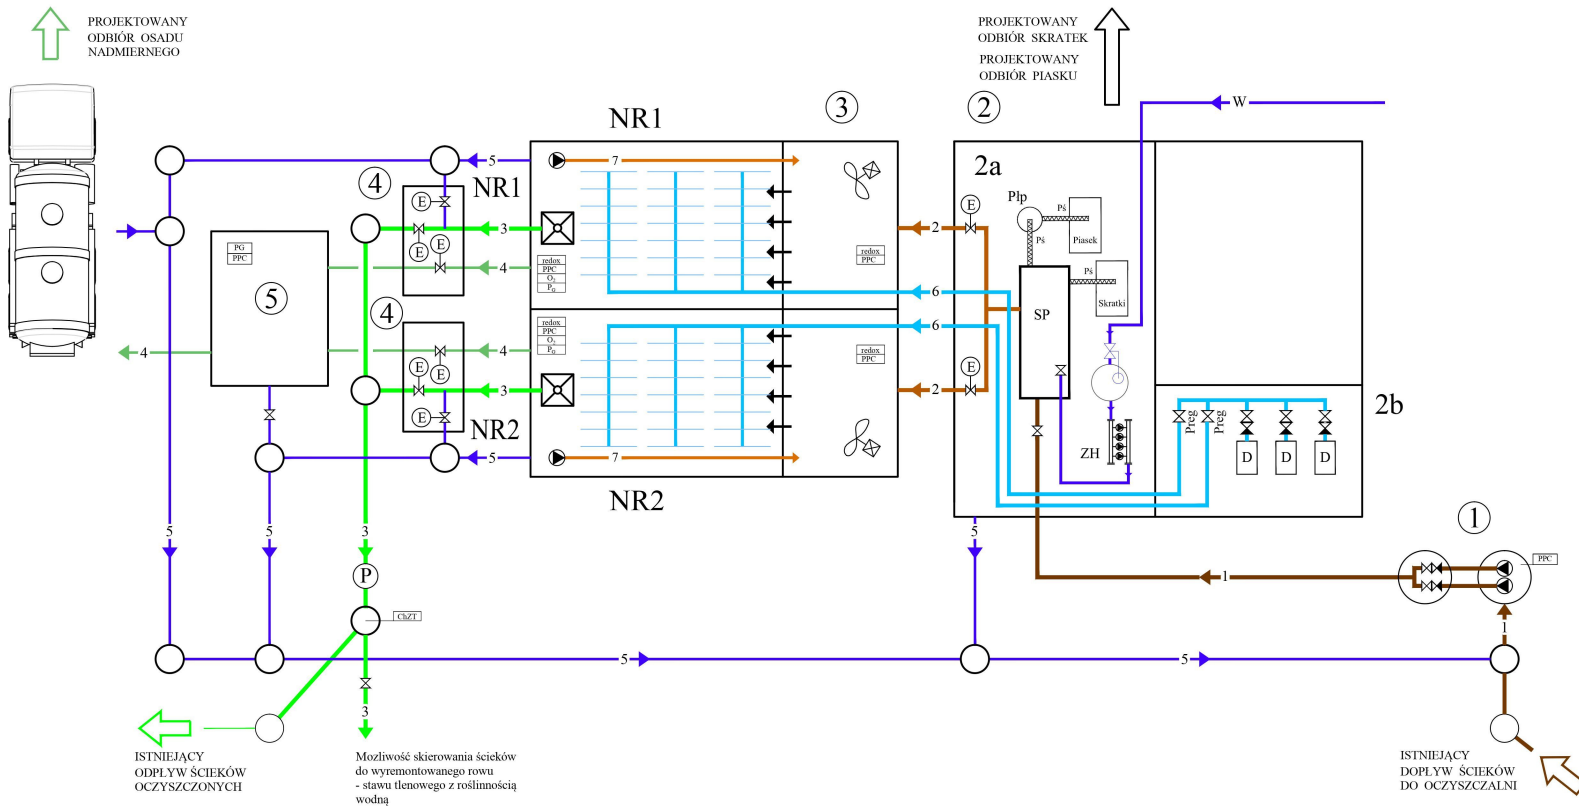 PROJEKTOWANY
ODBIÓR OSADU
NADMIERNEGO
PROJEKTOWANY
ODBIÓR SKRATEK
PROJEKTOWANY
ODBIÓR PIASKU
W
NR1
3
2
2a
5
7
4
NR1
E
E
E
3
4
redox
PPC
O₂
P_G
redox
PPC
6
2
E
Płp
Pś
Pś
Piasek
Pś
Skratki
SP
PG
PPC
5
4
4
E
E
E
4
3
redox
PPC
O₂
P_G
redox
PPC
6
2
E
NR2
5
7
NR2
ZH
2b
Preg
Preg
D
D
D
5
5
3
5
1
P
ChZT
1
PPC
1
5
5
3
ISTNIEJĄCY
ODPŁYW ŚCIEKÓW
OCZYSZCZONYCH
Mozliwość skierowania ścieków
do wyremontowanego rowu
- stawu tlenowego z roślinnością
wodną
ISTNIEJĄCY
DOPŁYW ŚCIEKÓW
DO OCZYSZCZALNI